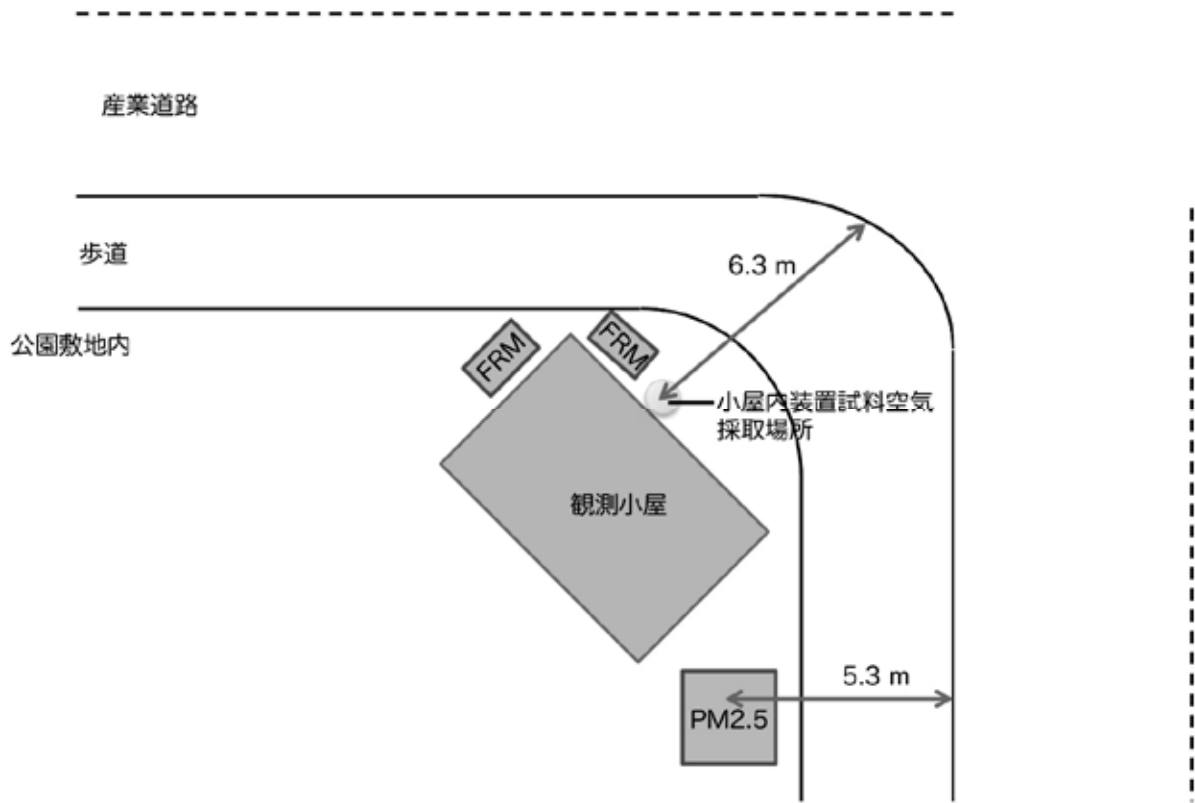 産業道路
歩道
6.3 m
公園敷地内
FRM
FRM
小屋内装置試料空気
採取場所
観測小屋
5.3 m
PM2.5